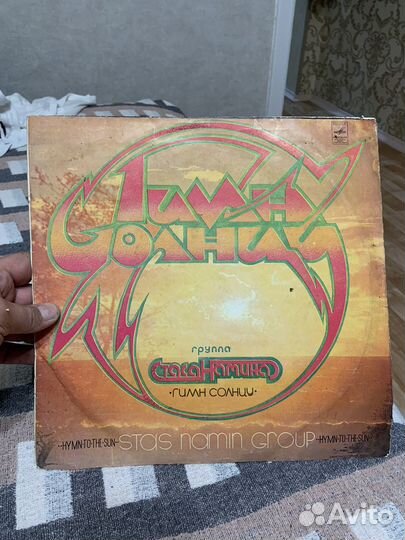 Гимн
Солнцу
группа
Стаса Намина
·ГИМН СОЛНЦУ·
-HYMN-TO-THE-SUN- STAS NAMIN GROUP -HYMN-TO-THE-SUN-
Avito